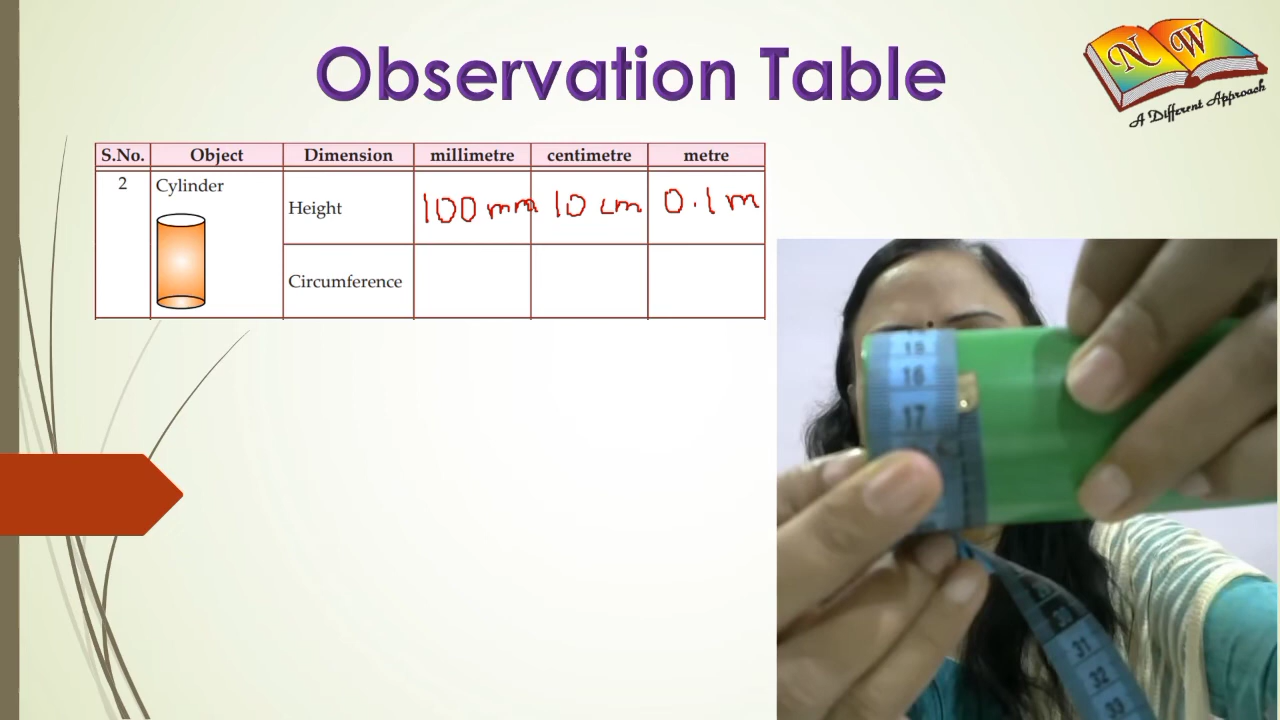 Observation Table
N W
A Different Approach
S.No. Object Dimension millimetre centimetre metre
2 Cylinder Height 100 mm 10 cm 0.1 m
Circumference
16
17
31
32
33